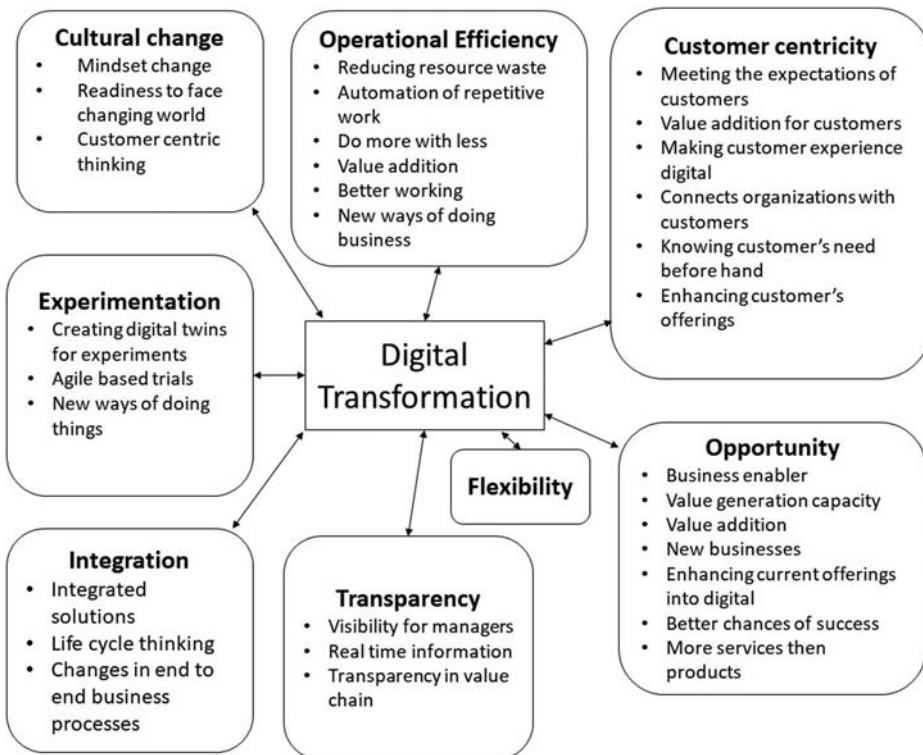 Cultural change
• Mindset change
• Readiness to face
changing world
• Customer centric
thinking
Operational Efficiency
• Reducing resource waste
• Automation of repetitive
work
• Do more with less
• Value addition
• Better working
• New ways of doing
business
Customer centricity
• Meeting the expectations of
customers
• Value addition for customers
• Making customer experience
digital
• Connects organizations with
customers
• Knowing customer's need
before hand
• Enhancing customer's
offerings
Experimentation
• Creating digital twins
for experiments
• Agile based trials
• New ways of doing
things
Digital
Transformation
Flexibility
Opportunity
• Business enabler
• Value generation capacity
• Value addition
• New businesses
• Enhancing current offerings
into digital
• Better chances of success
• More services then
products
Integration
• Integrated
solutions
• Life cycle thinking
• Changes in end to
end business
processes
Transparency
• Visibility for managers
• Real time information
• Transparency in value
chain